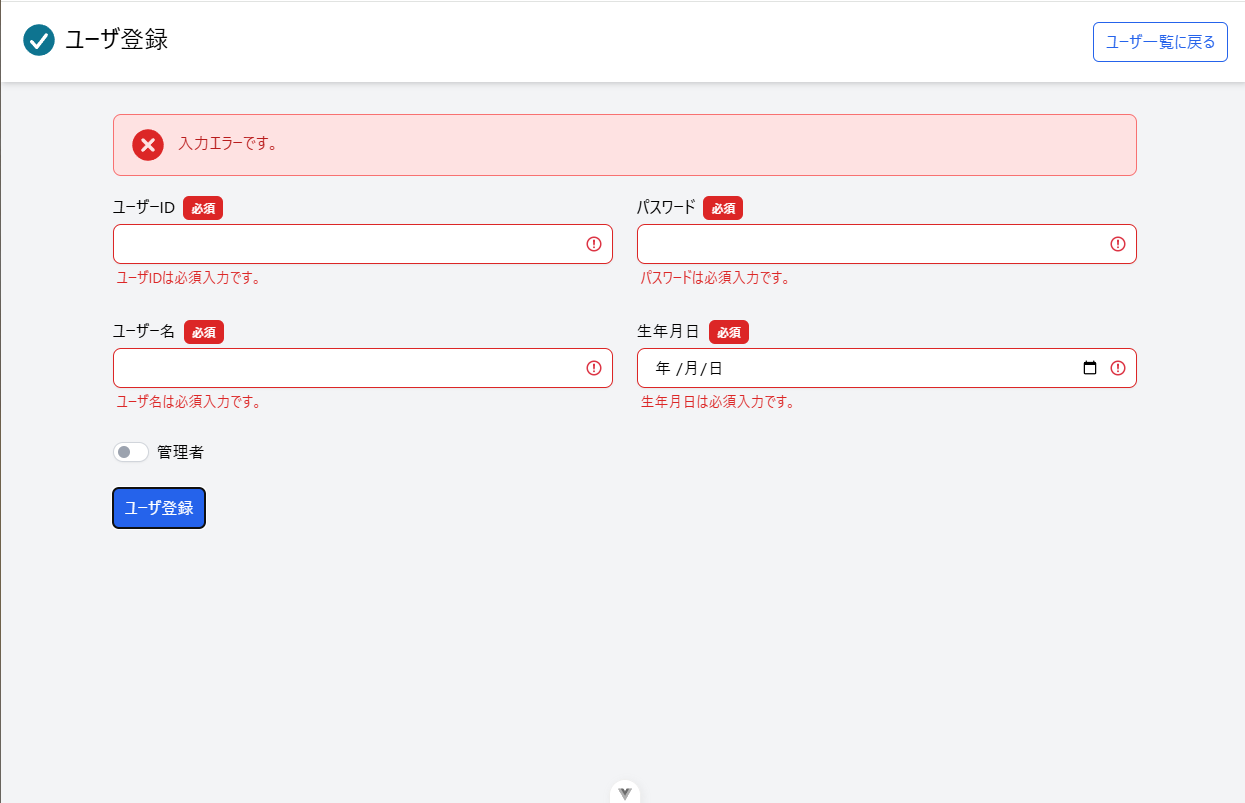 ユーザ登録
ユーザ一覧に戻る
入力エラーです。
ユーザーID 必須
パスワード 必須
ユーザIDは必須入力です。
パスワードは必須入力です。
ユーザー名 必須
生年月日 必須
年 /月/日
ユーザ名は必須入力です。
生年月日は必須入力です。
管理者
ユーザ登録